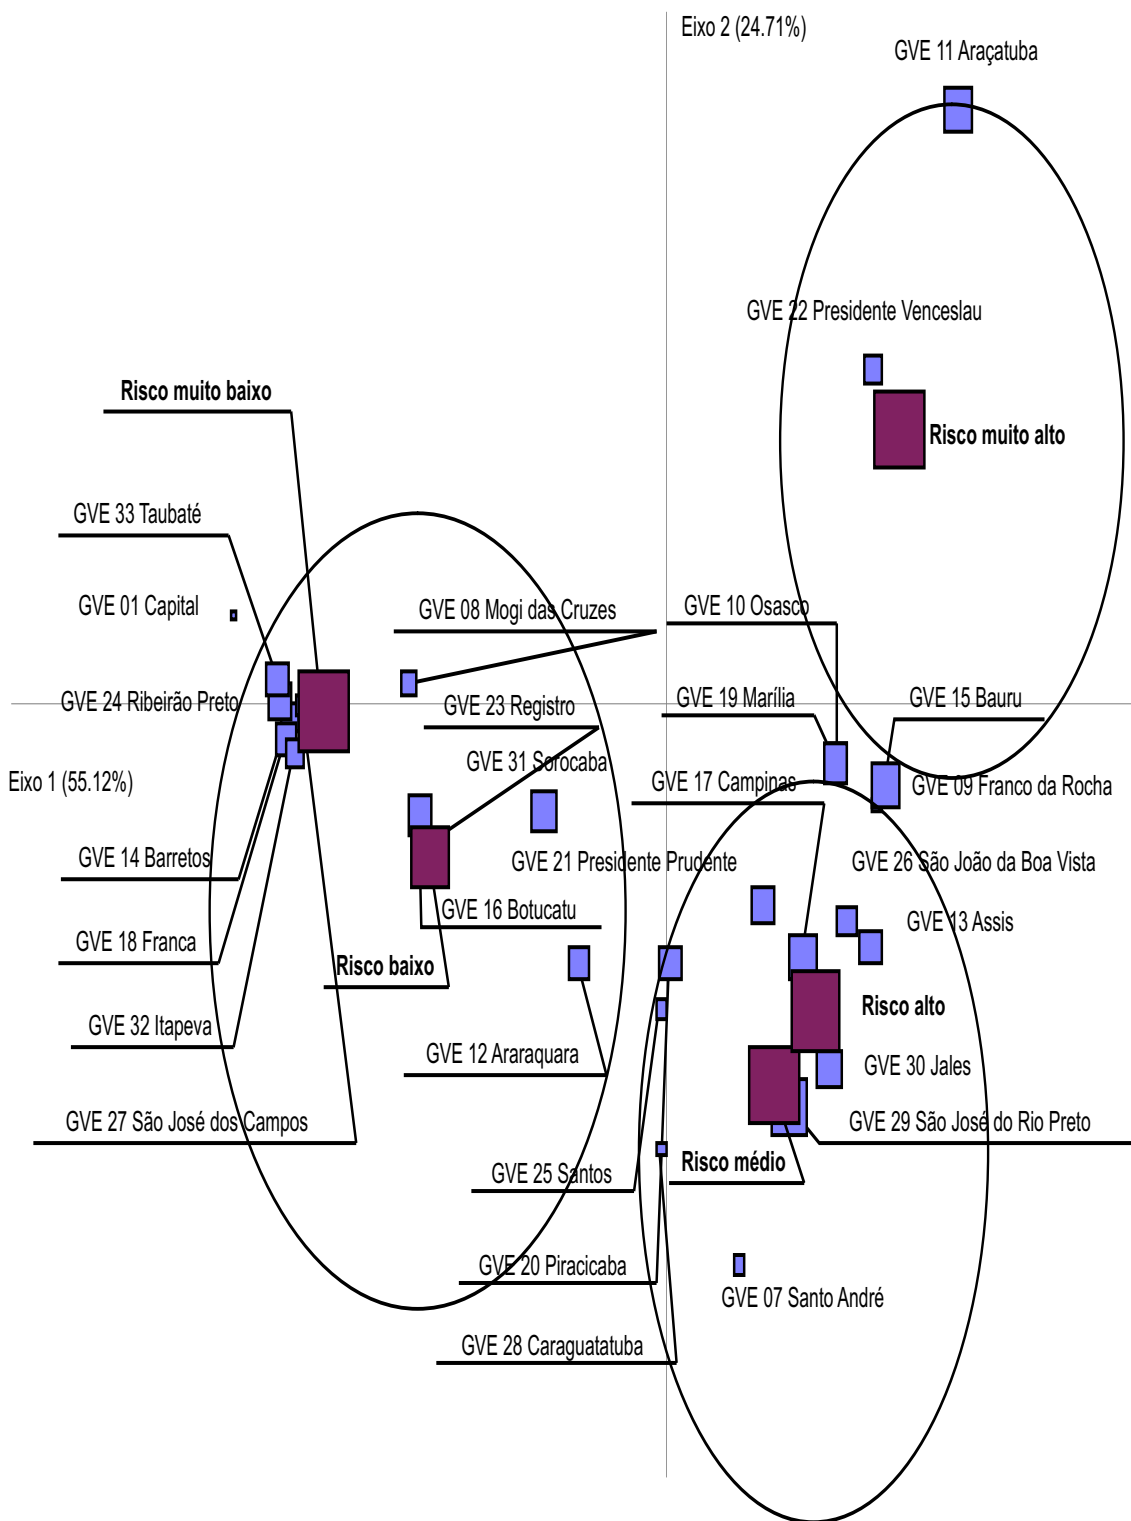 Eixo 2 (24.71%)
GVE 11 Araçatuba
GVE 22 Presidente Venceslau
Risco muito baixo
Risco muito alto
GVE 33 Taubaté
GVE 01 Capital
GVE 08 Mogi das Cruzes
GVE 10 Osasco
GVE 24 Ribeirão Preto
GVE 23 Registro
GVE 19 Marília
GVE 15 Bauru
GVE 31 Sorocaba
Eixo 1 (55.12%)
GVE 17 Campinas
GVE 09 Franco da Rocha
GVE 14 Barretos
GVE 21 Presidente Prudente
GVE 26 São João da Boa Vista
GVE 16 Botucatu
GVE 13 Assis
GVE 18 Franca
Risco baixo
Risco alto
GVE 32 Itapeva
GVE 12 Araraquara
GVE 30 Jales
GVE 27 São José dos Campos
GVE 29 São José do Rio Preto
GVE 25 Santos
Risco médio
GVE 20 Piracicaba
GVE 07 Santo André
GVE 28 Caraguatatuba